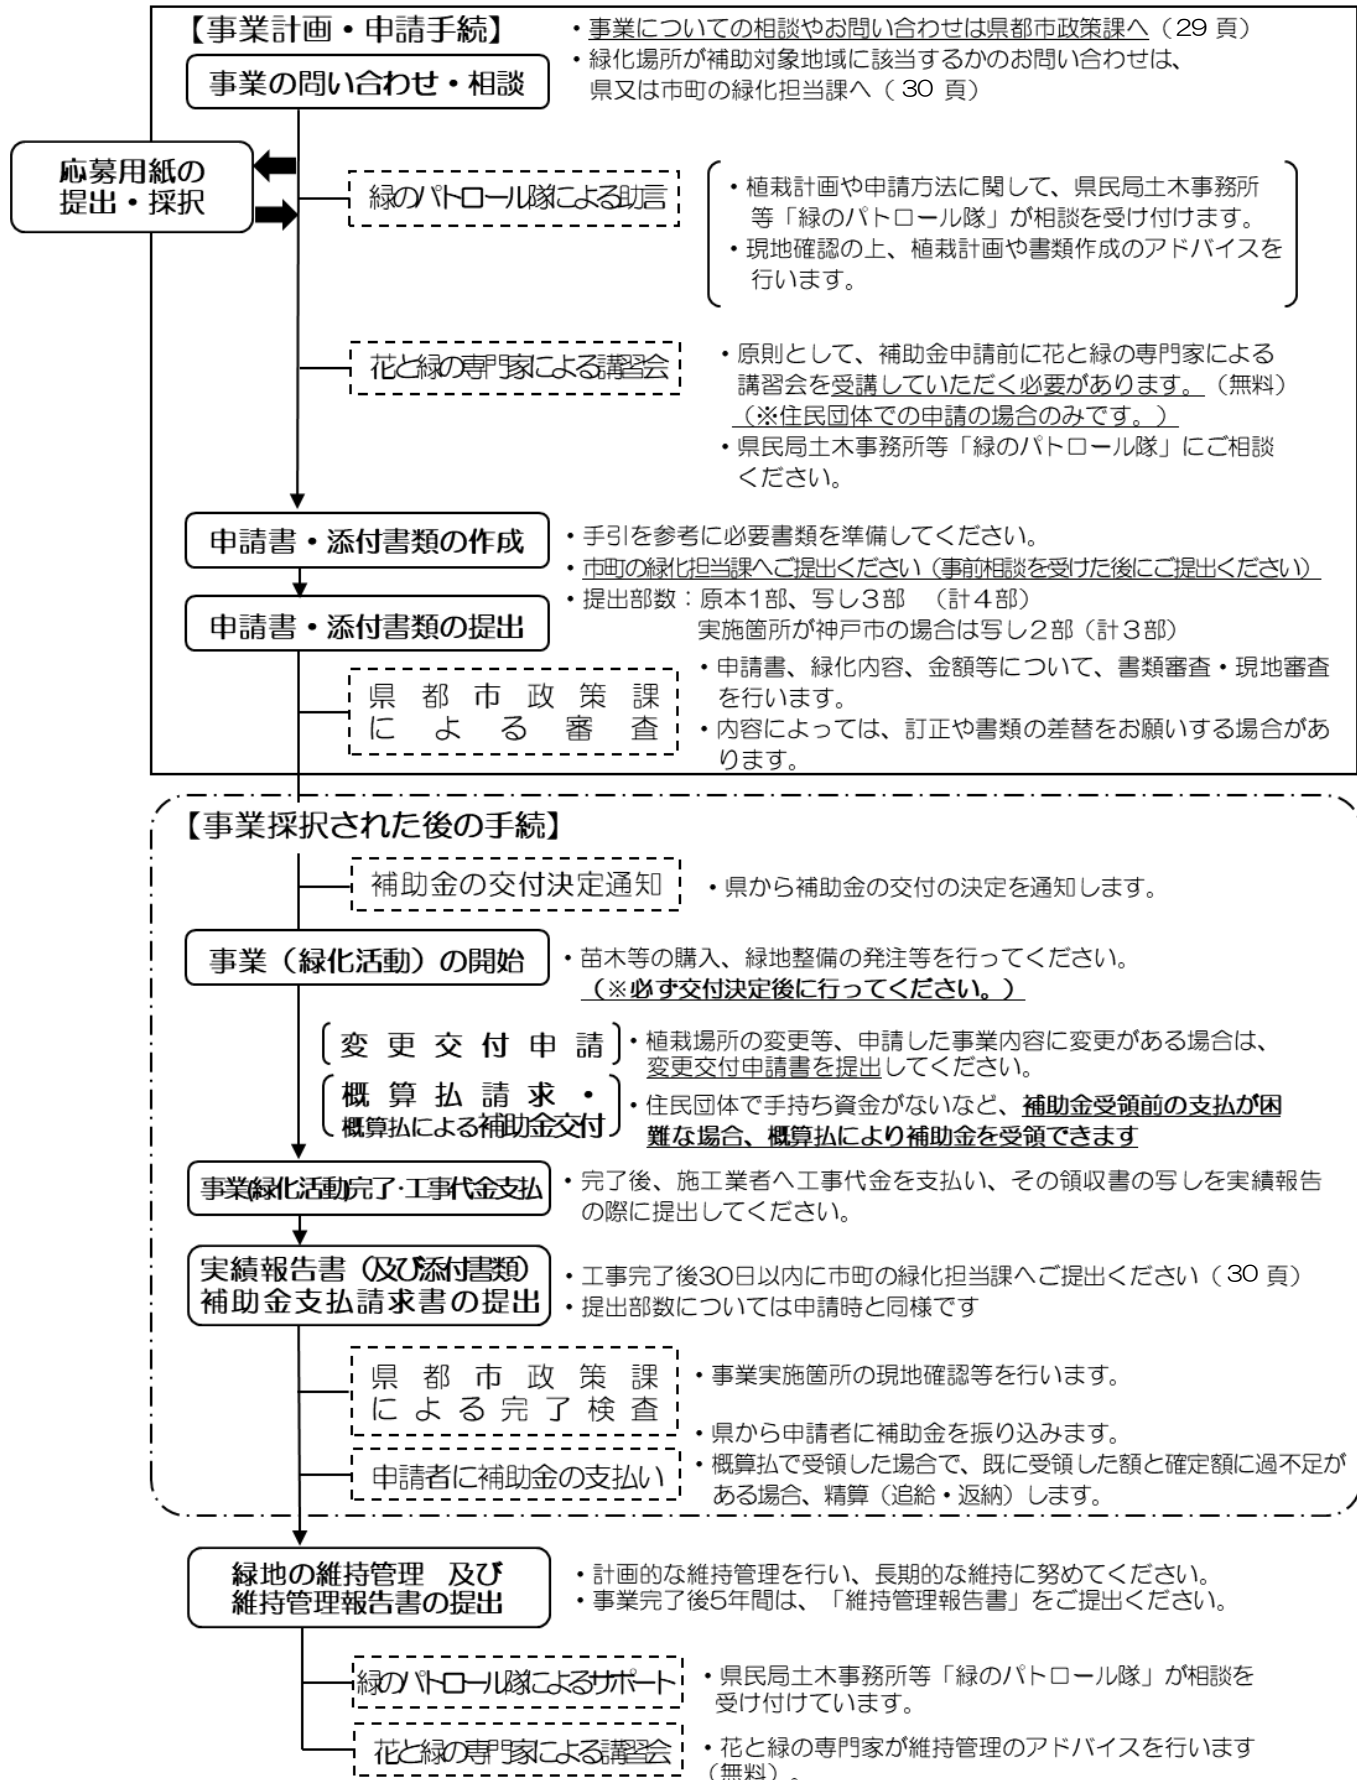 【事業計画・申請手続】
・事業についての相談やお問い合わせは県都市政策課へ（29 頁）
事業の問い合わせ・相談
・緑化場所が補助対象地域に該当するかのお問い合わせは、
県又は市町の緑化担当課へ（ 30 頁）
応募用紙の
提出・採択
緑のパトロール隊による助言
・植栽計画や申請方法に関して、県民局土木事務所
等「緑のパトロール隊」が相談を受け付けます。
・現地確認の上、植栽計画や書類作成のアドバイスを
行います。
花と緑の専門家による講習会
・原則として、補助金申請前に花と緑の専門家による
講習会を受講していただく必要があります。（無料）
（※住民団体での申請の場合のみです。）
・県民局土木事務所等「緑のパトロール隊」にご相談
ください。
申請書・添付書類の作成
・手引を参考に必要書類を準備してください。
・市町の緑化担当課へご提出ください（事前相談を受けた後にご提出ください）
申請書・添付書類の提出
・提出部数：原本1部、写し3部　（計4部）
実施箇所が神戸市の場合は写し2部（計3部）
県都市政策課
による審査
・申請書、緑化内容、金額等について、書類審査・現地審査
を行います。
・内容によっては、訂正や書類の差替をお願いする場合があ
ります。
【事業採択された後の手続】
補助金の交付決定通知
・県から補助金の交付の決定を通知します。
事業（緑化活動）の開始
・苗木等の購入、緑地整備の発注等を行ってください。
（※必ず交付決定後に行ってください。）
変更交付申請
・植栽場所の変更等、申請した事業内容に変更がある場合は、
変更交付申請書を提出してください。
概算払請求・
概算払による補助金交付
・住民団体で手持ち資金がないなど、補助金受領前の支払が困
難な場合、概算払により補助金を受領できます
事業(緑化活動)完了・工事代金支払
・完了後、施工業者へ工事代金を支払い、その領収書の写しを実績報告
の際に提出してください。
実績報告書（及び添付書類）
補助金支払請求書の提出
・工事完了後30日以内に市町の緑化担当課へご提出ください（ 30 頁）
・提出部数については申請時と同様です
県都市政策課
による完了検査
・事業実施箇所の現地確認等を行います。
申請者に補助金の支払い
・県から申請者に補助金を振り込みます。
・概算払で受領した場合で、既に受領した額と確定額に過不足が
ある場合、精算（追給・返納）します。
緑地の維持管理　及び
維持管理報告書の提出
・計画的な維持管理を行い、長期的な維持に努めてください。
・事業完了後5年間は、「維持管理報告書」をご提出ください。
緑のパトロール隊によるサポート
・県民局土木事務所等「緑のパトロール隊」が相談を
受け付けています。
花と緑の専門家による講習会
・花と緑の専門家が維持管理のアドバイスを行います
（無料）。